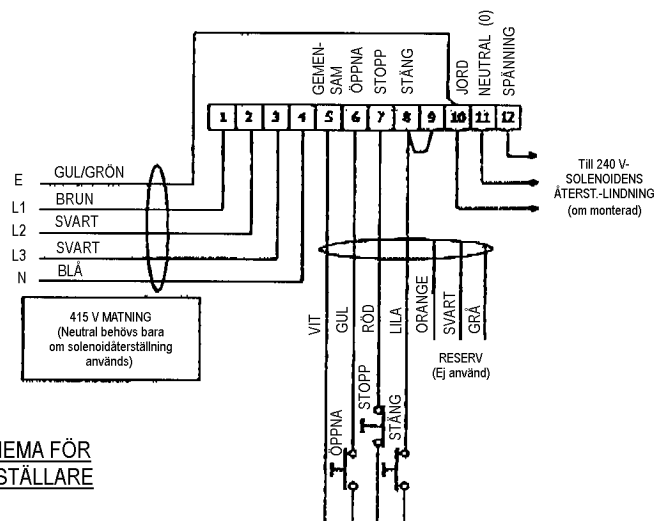 GEMEN-
SAM
ÖPPNA
STOPP
STÄNG
JORD
NEUTRAL (0)
SPÄNNING
1 2 3 4 5 6 7 8 9 10 11 12
E GUL/GRÖN
L1 BRUN
L2 SVART
L3 SVART
N BLÅ
Till 240 V-
SOLENOIDENS
ÅTERST.-LINDNING
(om monterad)
415 V MATNING
(Neutral behövs bara
om solenoidåterställning
används)
VIT
GUL
RÖD
LILA
ORANGE
SVART
GRÅ
RESERV
(Ej använd)
ÖPPNA
STOPP
STÄNG
HEMA FÖR
STÄLLARE